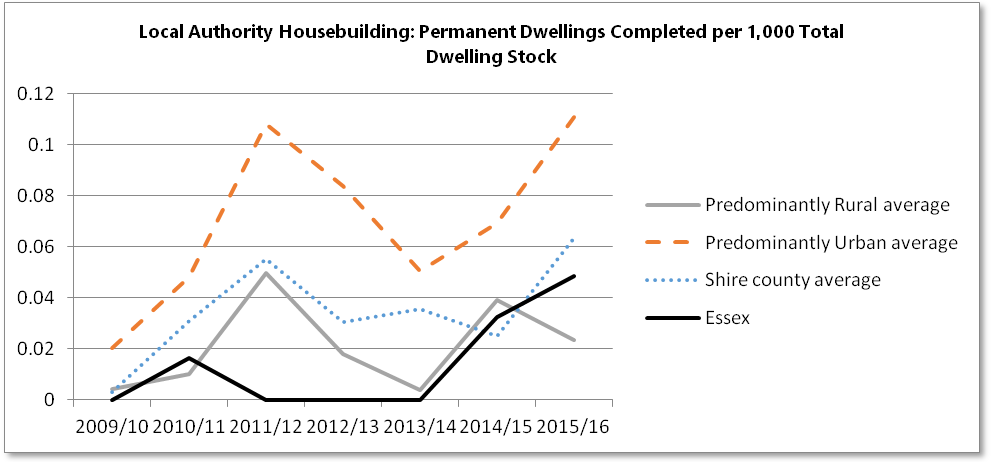 Local Authority Housebuilding: Permanent Dwellings Completed per 1,000 Total
Dwelling Stock
0.12
0.1
0.08
0.06
0.04
0.02
0
2009/10 2010/11 2011/12 2012/13 2013/14 2014/15 2015/16
Predominantly Rural average
Predominantly Urban average
Shire county average
Essex